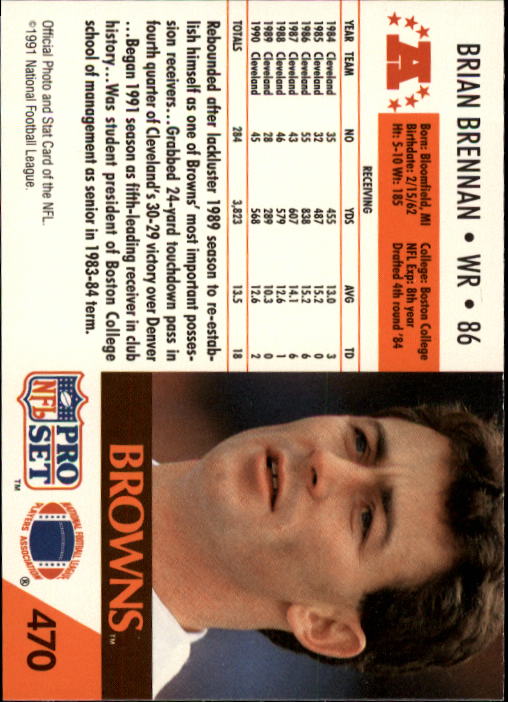 BRIAN BRENNAN • WR • 86
A
Born: Bloomfield, MI College: Boston College
Birthdate: 2/15/62 NFL Exp: 8th year
Ht: 5-10 Wt: 185 Drafted 4th round '84
RECEIVING
YEAR TEAM NO YDS AVG TD
1984 Cleveland 35 455 13.0 3
1985 Cleveland 32 487 15.2 0
1986 Cleveland 55 838 15.2 6
1987 Cleveland 43 607 14.1 6
1988 Cleveland 46 579 12.6 1
1989 Cleveland 28 289 10.3 0
1990 Cleveland 45 568 12.6 2
TOTALS 284 3,823 13.5 18
Rebounded after lackluster 1989 season to re-estab-
lish himself as one of Browns' most important posses-
sion receivers...Grabbed 24-yard touchdown pass in
fourth quarter of Cleveland's 30-29 victory over Denver
...Began 1991 season as fifth-leading receiver in club
history...Was student president of Boston College
school of management as senior in 1983-84 term.
Official Photo and Stat Card of the NFL.
©1991 National Football League.
BROWNS™
NFL PRO SET™
NATIONAL FOOTBALL LEAGUE
PLAYERS ASSOCIATION ®
470